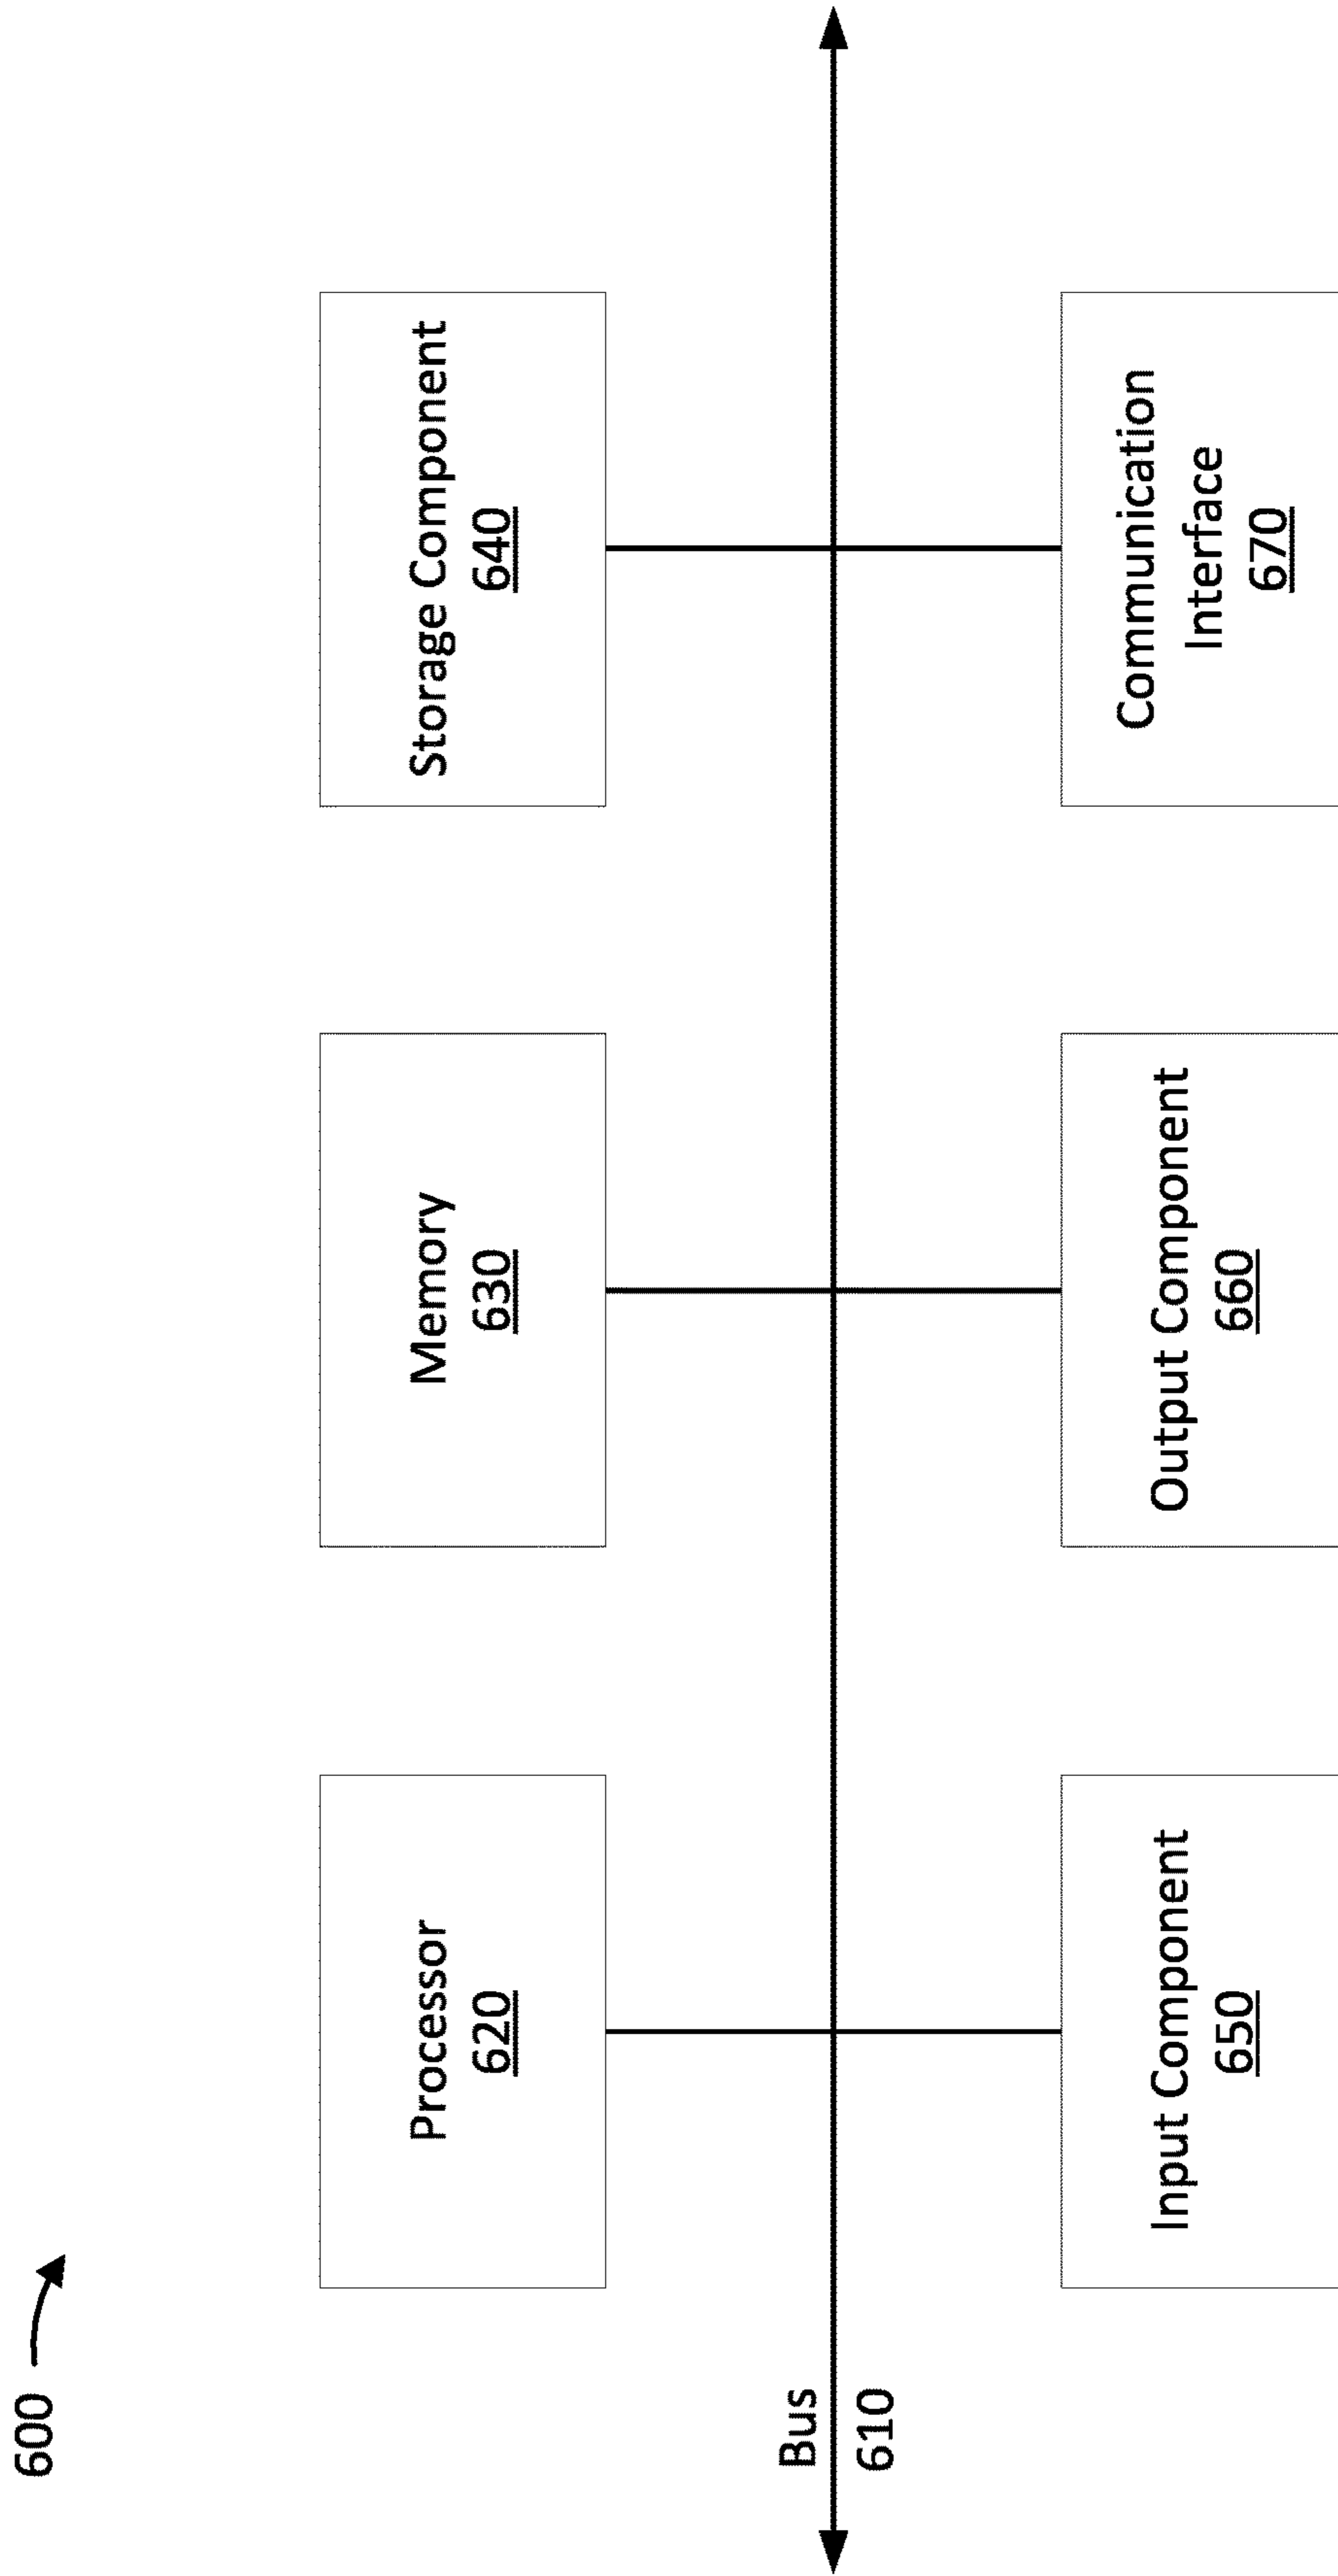 600
Processor
620
Memory
630
Storage Component
640
Bus
610
Input Component
650
Output Component
660
Communication
Interface
670